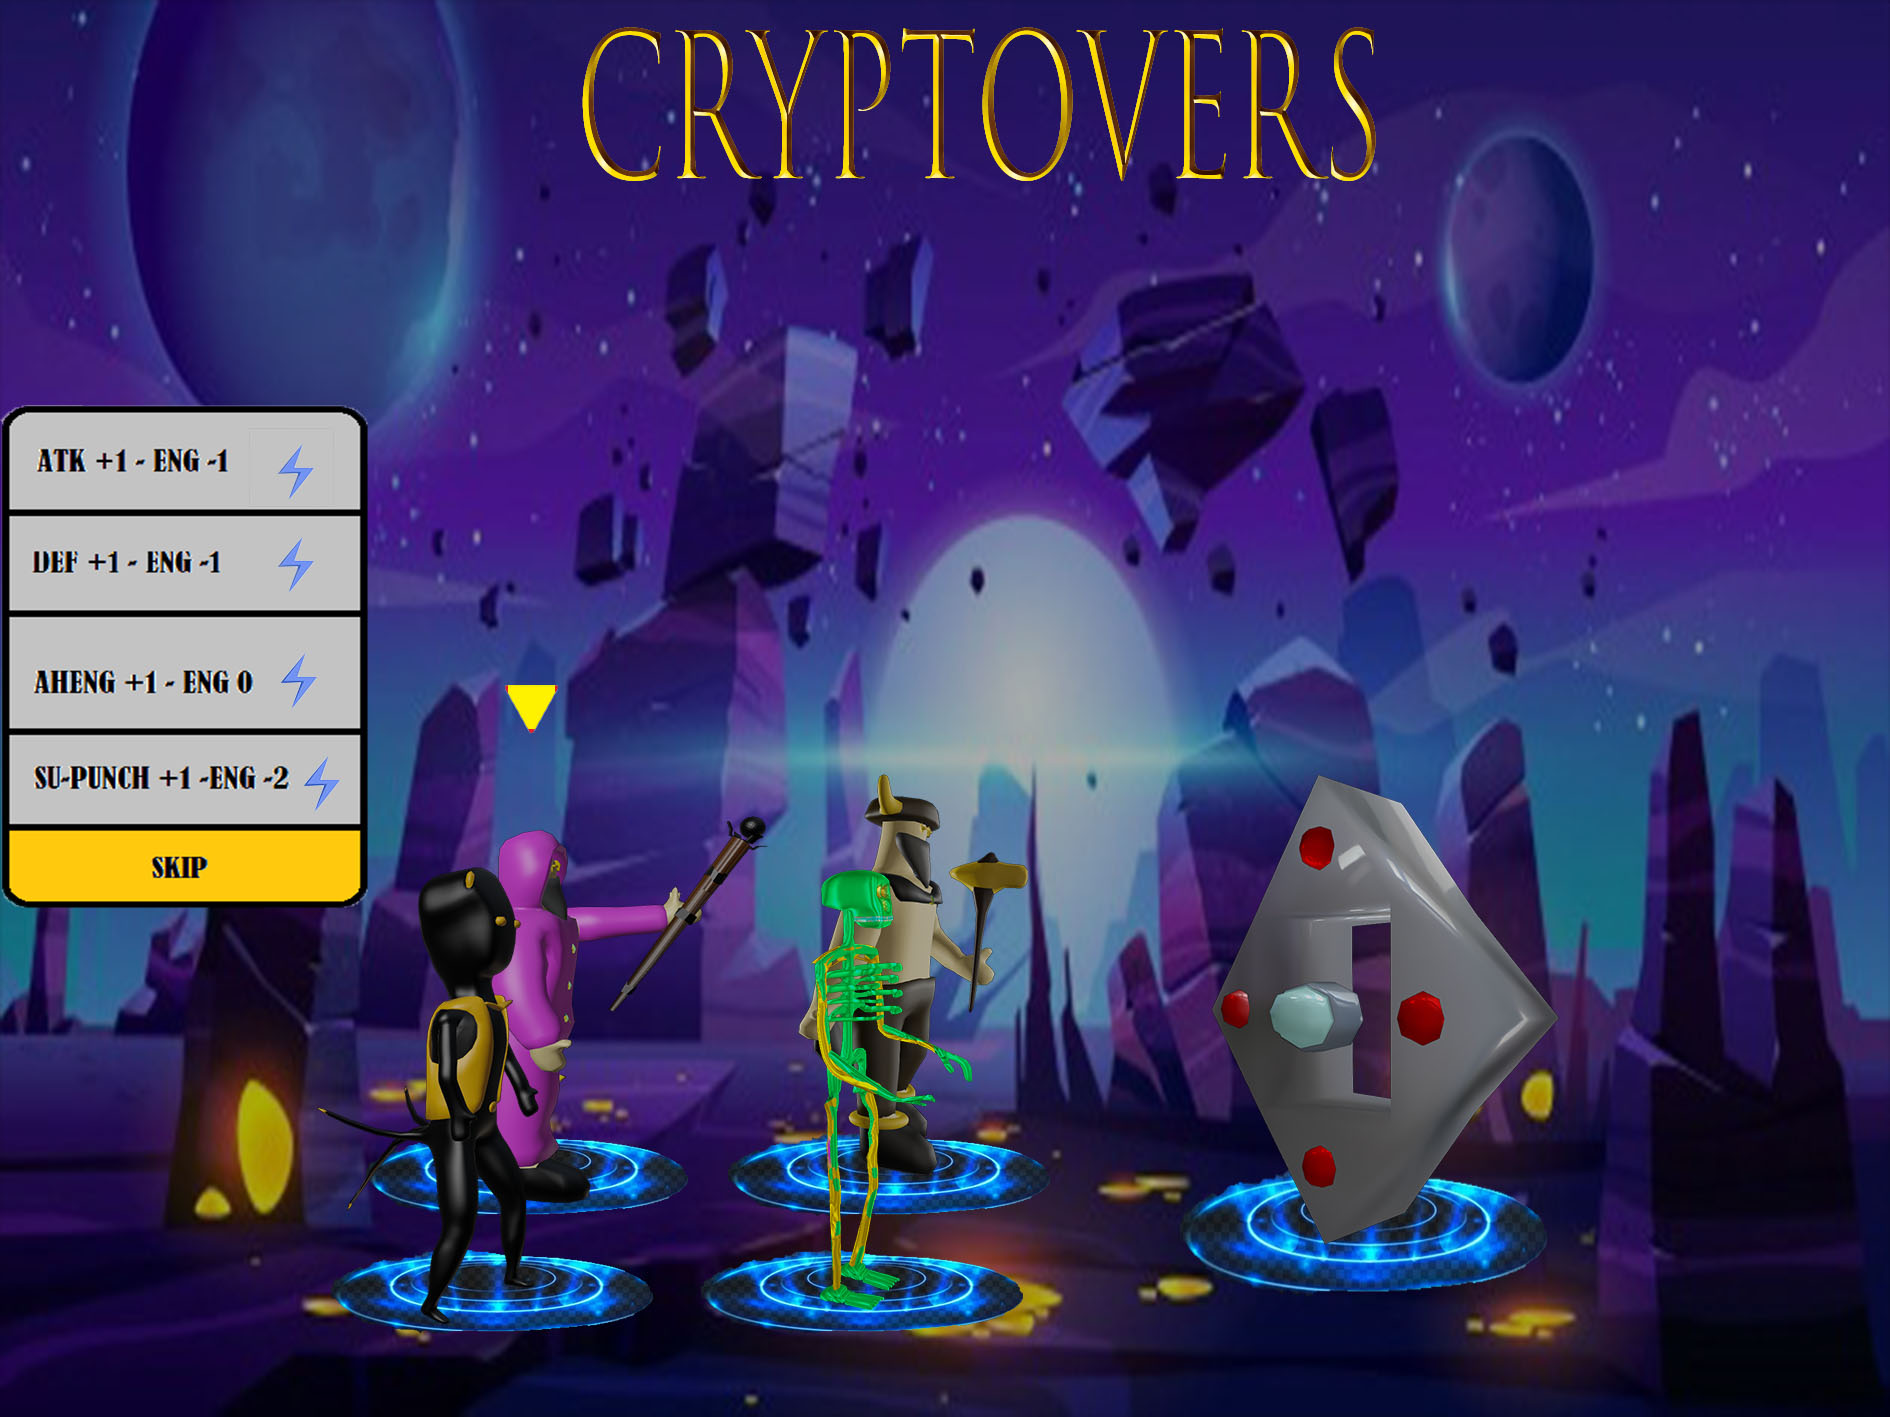 CRYPTOVERS
ATK +1 - ENG -1
DEF +1 - ENG -1
AHENG +1 - ENG 0
SU-PUNCH +1 -ENG -2
SKIP